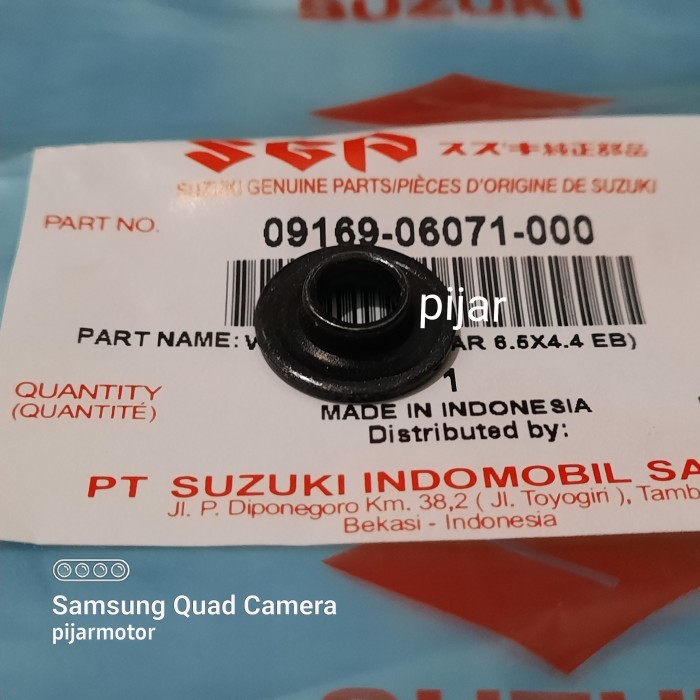 SUZUKI
SGP スズキ純正部品
SUZUKI GENUINE PARTS/PIÈCES D'ORIGINE DE SUZUKI
PART NO. 09169-06071-000
pijar
PART NAME: AR 6.5X4.4 EB)
QUANTITY 1
(QUANTITÉ)
MADE IN INDONESIA
Distributed by:
PT SUZUKI INDOMOBIL SA
Jl. P. Diponegoro Km. 38,2 ( Jl. Toyogiri ), Tamb
Bekasi - Indonesia
Samsung Quad Camera
pijarmotor
SUZUKI